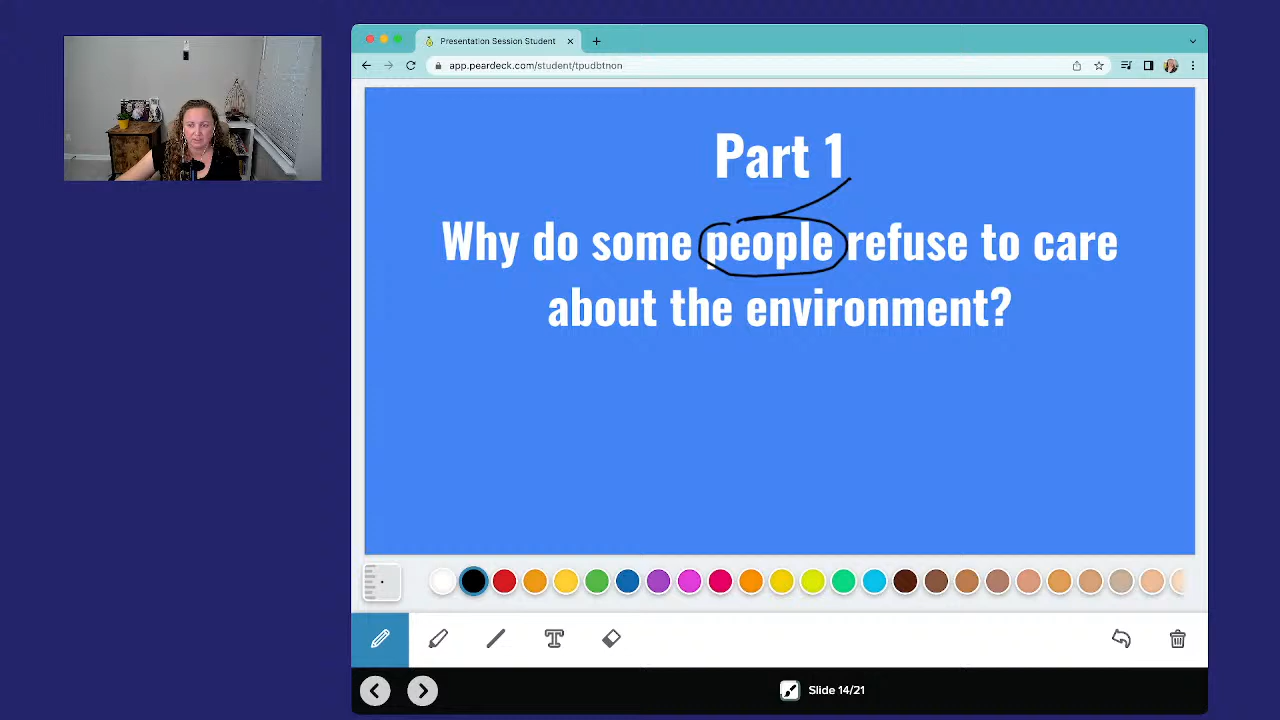 Presentation Session Student
app.peardeck.com/student/tpudbtnon
Part 1
Why do some people refuse to care
about the environment?
Slide 14/21